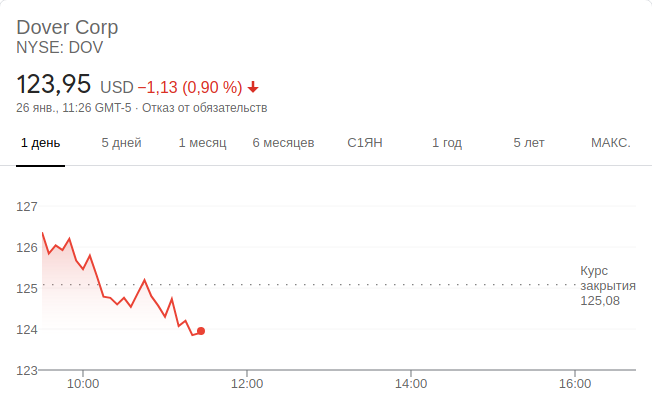 Dover Corp
NYSE: DOV
123,95 USD −1,13 (0,90 %)
26 янв., 11:26 GMT-5 · Отказ от обязательств
1 день 5 дней 1 месяц 6 месяцев С1ЯН 1 год 5 лет МАКС.
127
126
Курс
125 закрытия
125,08
124
123
10:00 12:00 14:00 16:00